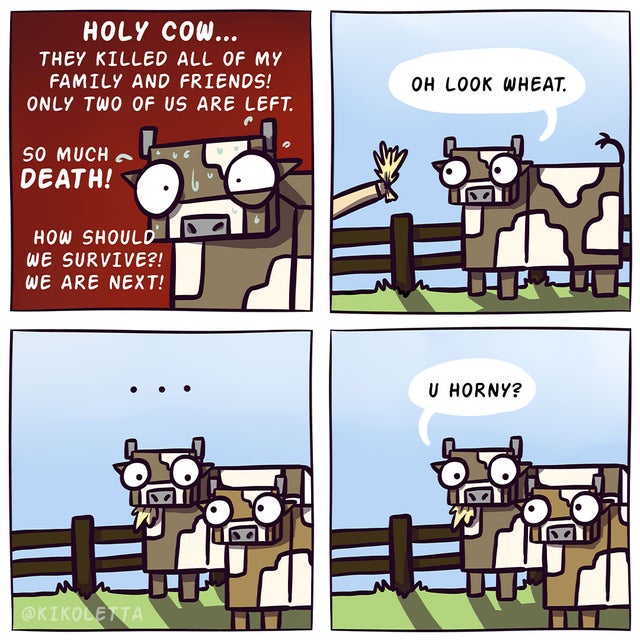 HOLY COW...
THEY KILLED ALL OF MY
FAMILY AND FRIENDS!
ONLY TWO OF US ARE LEFT.
SO MUCH
DEATH!
HOW SHOULD
WE SURVIVE?!
WE ARE NEXT!
OH LOOK WHEAT.
...
U HORNY?
@KIKOLETTA